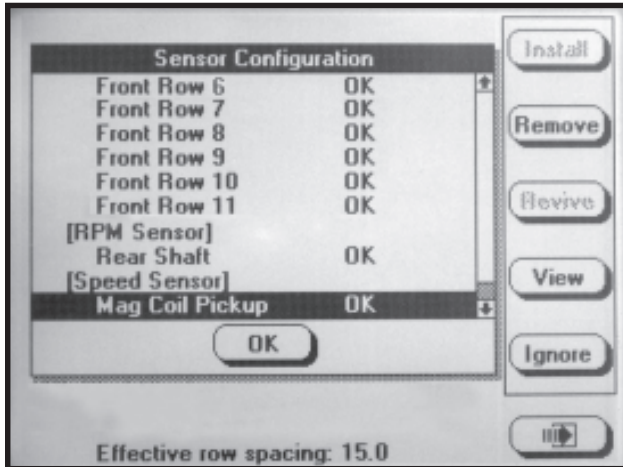 Sensor Configuration
Front Row 6 OK
Front Row 7 OK
Front Row 8 OK
Front Row 9 OK
Front Row 10 OK
Front Row 11 OK
[RPM Sensor]
Rear Shaft OK
[Speed Sensor]
Mag Coil Pickup OK
OK
Effective row spacing: 15.0
Install
Remove
Revive
View
Ignore